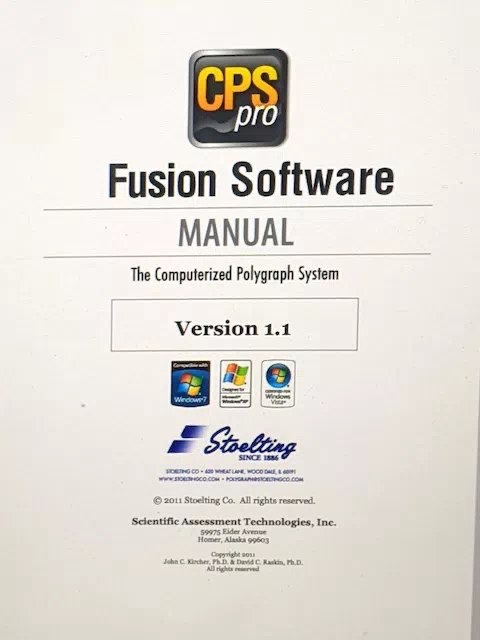 CPS
pro
Fusion Software
MANUAL
The Computerized Polygraph System
Version 1.1
Compatible with
Windows 7
Designed for
Microsoft
Windows XP
Windows
Vista
Stoelting
SINCE 1886
STOELTING CO • 620 WHEAT LANE, WOOD DALE, IL 60191
WWW.STOELTINGCO.COM • POLYGRAPH@STOELTINGCO.COM
© 2011 Stoelting Co. All rights reserved.
Scientific Assessment Technologies, Inc.
59975 Eider Avenue
Homer, Alaska 99603
Copyright 2011
John C. Kircher, Ph.D. & David C. Raskin, Ph.D.
All rights reserved